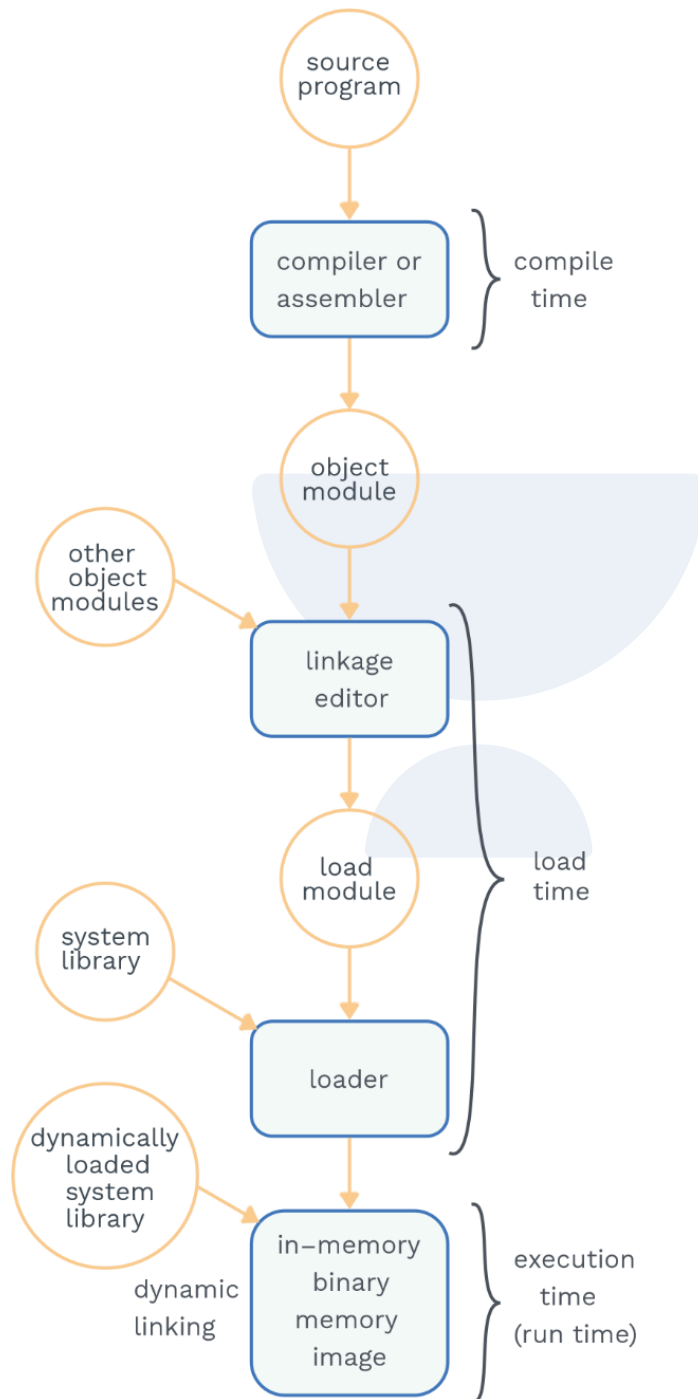 source
program
compiler or
assembler
compile
time
object
module
other
object
modules
linkage
editor
load
module
load
time
system
library
loader
dynamically
loaded
system
library
in-memory
binary
memory
image
dynamic
linking
execution
time
(run time)